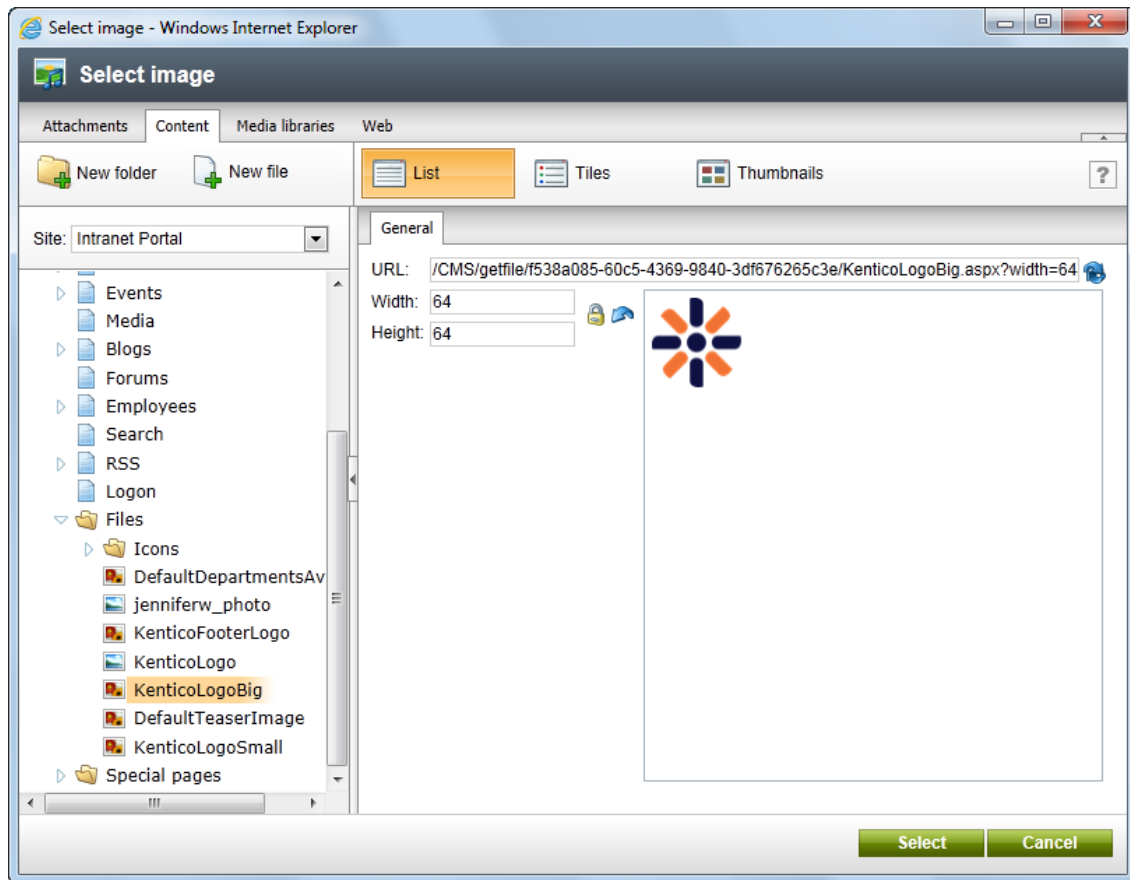 Select image - Windows Internet Explorer
Select image
Attachments Content Media libraries Web
New folder New file List Tiles Thumbnails ?
Site: Intranet Portal
General
URL: /CMS/getfile/f538a085-60c5-4369-9840-3df676265c3e/KenticoLogoBig.aspx?width=64
Width: 64
Height: 64
Events
Media
Blogs
Forums
Employees
Search
RSS
Logon
Files
Icons
DefaultDepartmentsAv
jenniferw_photo
KenticoFooterLogo
KenticoLogo
KenticoLogoBig
DefaultTeaserImage
KenticoLogoSmall
Special pages
Select Cancel